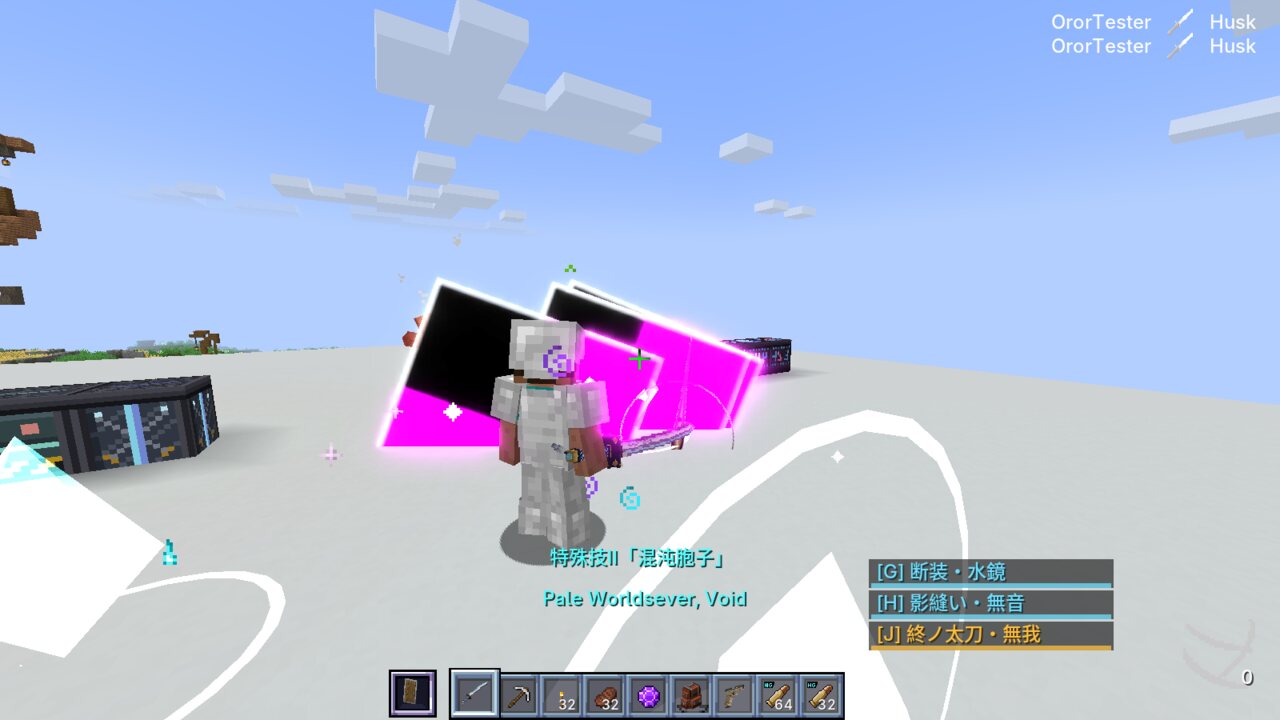 OrorTester Husk
OrorTester Husk
特殊技II「混沌胞子」
Pale Worldsever, Void
[G] 断装・水鏡
[H] 影縫い・無音
[J] 終ノ太刀・無我
0
32
32
64
32